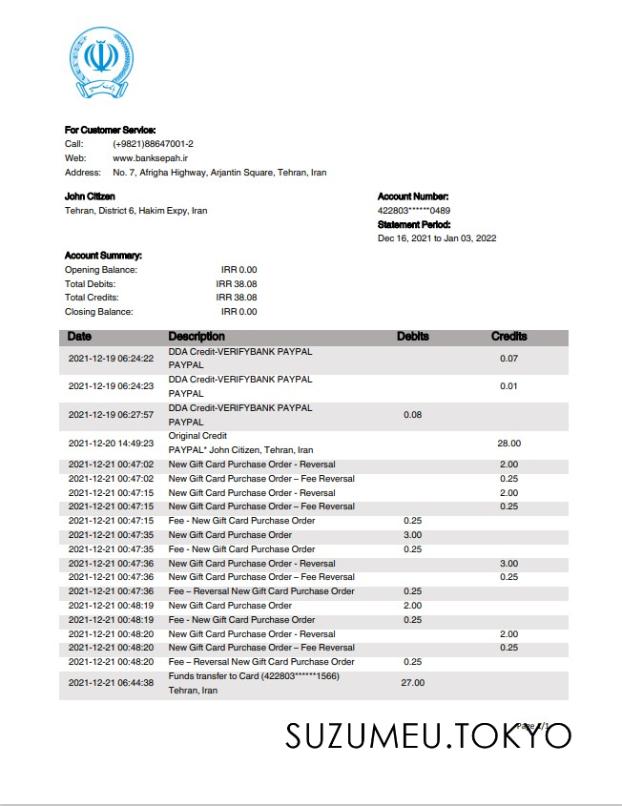 For Customer Service:
Call: (+9821)88647001-2
Web: www.banksepah.ir
Address: No. 7, Afrigha Highway, Arjantin Square, Tehran, Iran
John Citizen
Tehran, District 6, Hakim Expy, Iran
Account Number:
422803******0489
Statement Period:
Dec 16, 2021 to Jan 03, 2022
Account Summary:
Opening Balance: IRR 0.00
Total Debits: IRR 38.08
Total Credits: IRR 38.08
Closing Balance: IRR 0.00
Date Description Debits Credits
2021-12-19 06:24:22 DDA Credit-VERIFYBANK PAYPAL 0.07
PAYPAL
2021-12-19 06:24:23 DDA Credit-VERIFYBANK PAYPAL 0.01
PAYPAL
2021-12-19 06:27:57 DDA Credit-VERIFYBANK PAYPAL 0.08
PAYPAL
2021-12-20 14:49:23 Original Credit 28.00
PAYPAL* John Citizen, Tehran, Iran
2021-12-21 00:47:02 New Gift Card Purchase Order - Reversal 2.00
2021-12-21 00:47:02 New Gift Card Purchase Order – Fee Reversal 0.25
2021-12-21 00:47:15 New Gift Card Purchase Order - Reversal 2.00
2021-12-21 00:47:15 New Gift Card Purchase Order – Fee Reversal 0.25
2021-12-21 00:47:15 Fee - New Gift Card Purchase Order 0.25
2021-12-21 00:47:35 New Gift Card Purchase Order 3.00
2021-12-21 00:47:35 Fee - New Gift Card Purchase Order 0.25
2021-12-21 00:47:36 New Gift Card Purchase Order - Reversal 3.00
2021-12-21 00:47:36 New Gift Card Purchase Order – Fee Reversal 0.25
2021-12-21 00:47:36 Fee – Reversal New Gift Card Purchase Order 0.25
2021-12-21 00:48:19 New Gift Card Purchase Order 2.00
2021-12-21 00:48:19 Fee - New Gift Card Purchase Order 0.25
2021-12-21 00:48:20 New Gift Card Purchase Order - Reversal 2.00
2021-12-21 00:48:20 New Gift Card Purchase Order – Fee Reversal 0.25
2021-12-21 00:48:20 Fee – Reversal New Gift Card Purchase Order 0.25
2021-12-21 06:44:38 Funds transfer to Card (422803******1566) 27.00
Tehran, Iran
Page 1/1
SUZUMEU.TOKYO